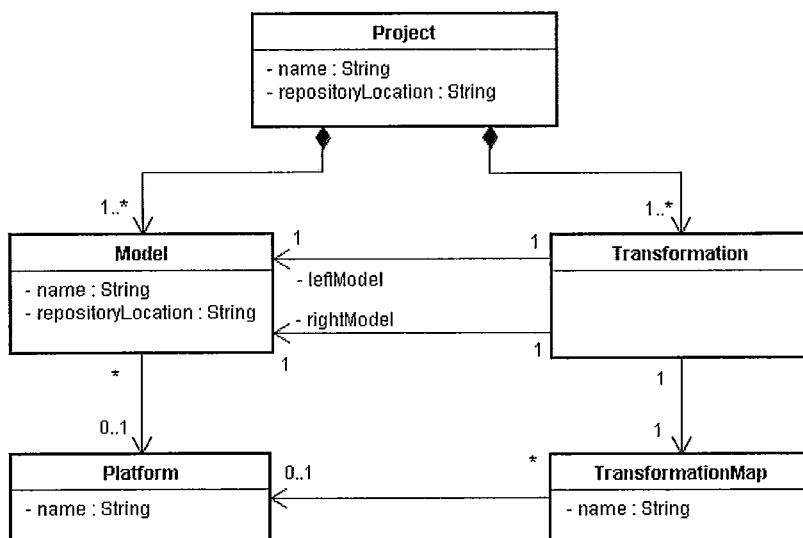 Project
- name : String
- repositoryLocation : String
1..*
1..*
Model
- name : String
- repositoryLocation : String
1
1
- leftModel
- rightModel
1
1
Transformation
*
0..1
1
1
Platform
- name : String
0..1
*
TransformationMap
- name : String